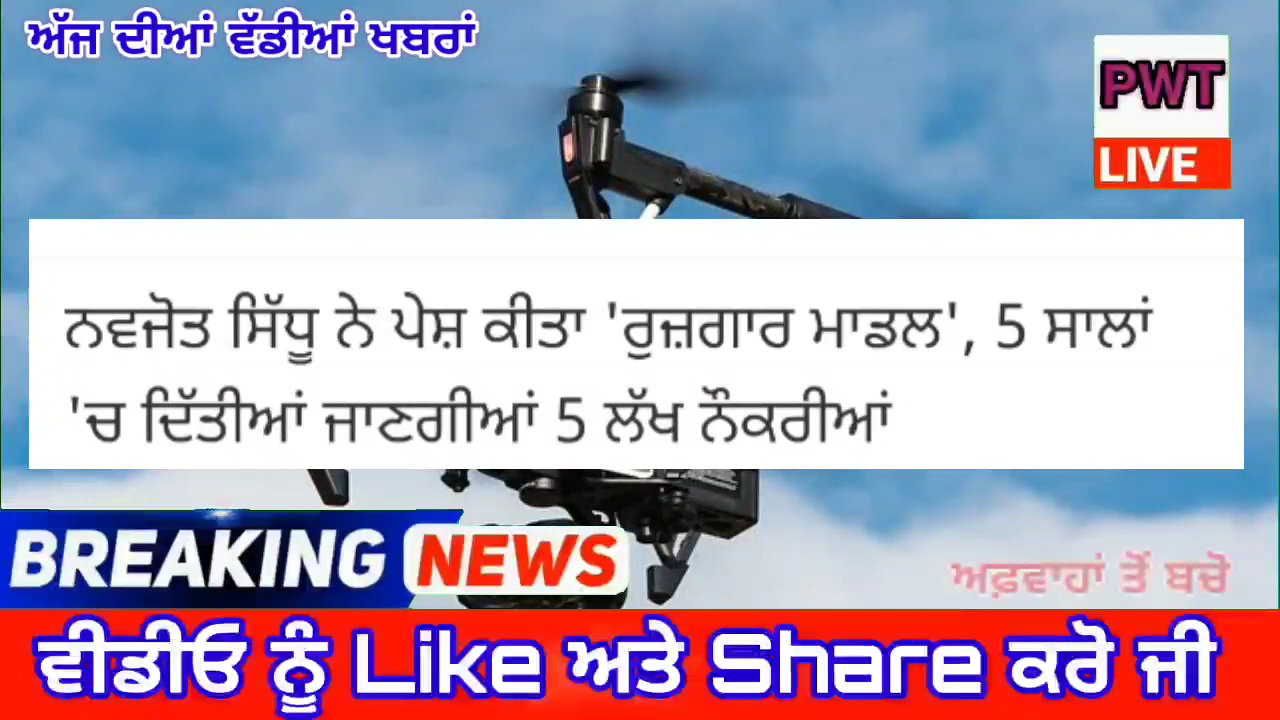 ਅੱਜ ਦੀਆਂ ਵੱਡੀਆਂ ਖਬਰਾਂ
PWT
LIVE
ਨਵਜੋਤ ਸਿੱਧੂ ਨੇ ਪੇਸ਼ ਕੀਤਾ 'ਰੁਜ਼ਗਾਰ ਮਾਡਲ', 5 ਸਾਲਾਂ
'ਚ ਦਿੱਤੀਆਂ ਜਾਣਗੀਆਂ 5 ਲੱਖ ਨੌਕਰੀਆਂ
BREAKING NEWS
ਅਫ਼ਵਾਹਾਂ ਤੋਂ ਬਚੋ
ਵੀਡੀਓ ਨੂੰ Like ਅਤੇ Share ਕਰੋ ਜੀ